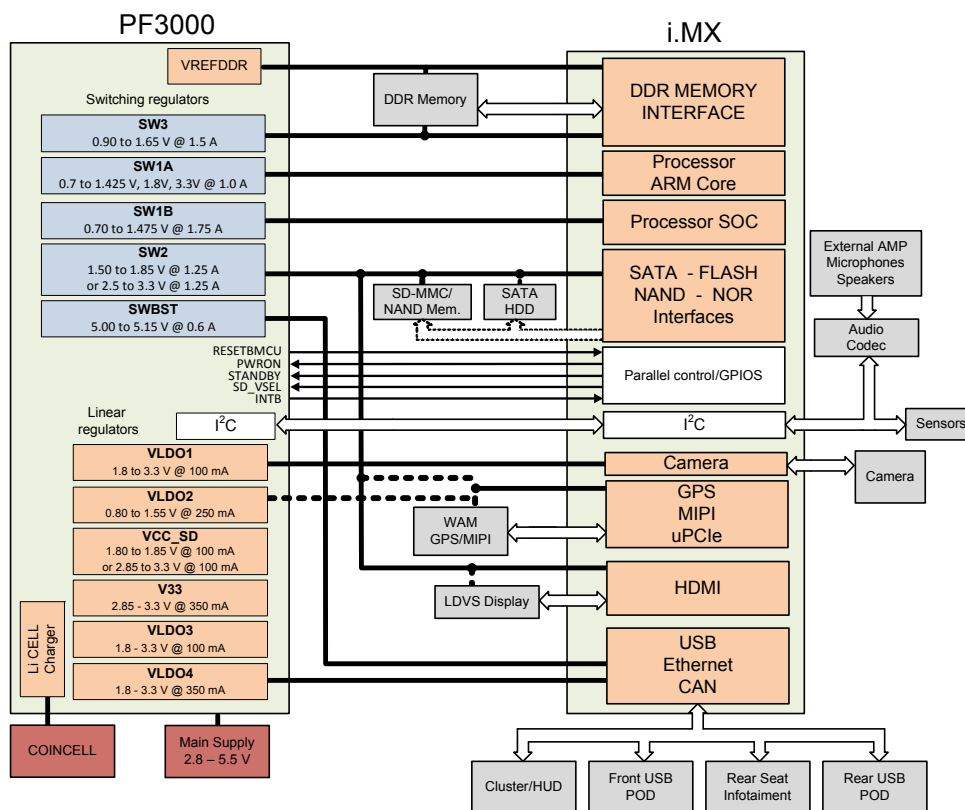 PF3000
i.MX
VREFDDR
Switching regulators
SW3
0.90 to 1.65 V @ 1.5 A
SW1A
0.7 to 1.425 V, 1.8V, 3.3V @ 1.0 A
SW1B
0.70 to 1.475 V @ 1.75 A
SW2
1.50 to 1.85 V @ 1.25 A
or 2.5 to 3.3 V @ 1.25 A
SWBST
5.00 to 5.15 V @ 0.6 A
RESETBMCU
PWRON
STANDBY
SD_VSEL
INTB
Linear
regulators
I²C
VLDO1
1.8 to 3.3 V @ 100 mA
VLDO2
0.80 to 1.55 V @ 250 mA
VCC_SD
1.80 to 1.85 V @ 100 mA
or 2.85 to 3.3 V @ 100 mA
V33
2.85 - 3.3 V @ 350 mA
VLDO3
1.8 - 3.3 V @ 100 mA
VLDO4
1.8 - 3.3 V @ 350 mA
Li CELL
Charger
COINCELL
Main Supply
2.8 – 5.5 V
DDR Memory
SD-MMC/
NAND Mem.
SATA
HDD
WAM
GPS/MIPI
LDVS Display
DDR MEMORY
INTERFACE
Processor
ARM Core
Processor SOC
SATA - FLASH
NAND - NOR
Interfaces
Parallel control/GPIOS
I²C
Camera
GPS
MIPI
uPCIe
HDMI
USB
Ethernet
CAN
External AMP
Microphones
Speakers
Audio
Codec
Sensors
Camera
Cluster/HUD
Front USB
POD
Rear Seat
Infotaiment
Rear USB
POD